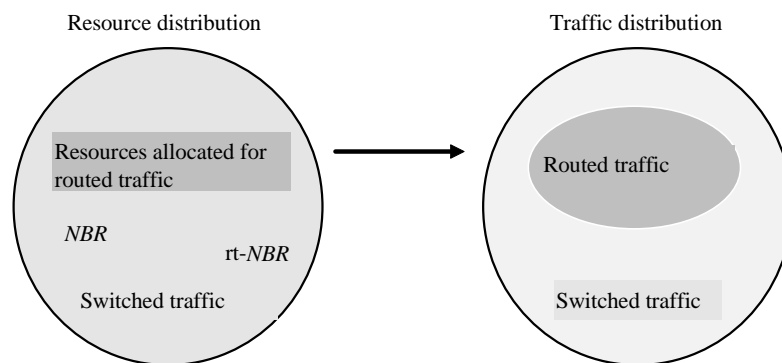 Resource distribution
Traffic distribution
Resources allocated for
routed traffic
NBR
rt-NBR
Switched traffic
Routed traffic
Switched traffic